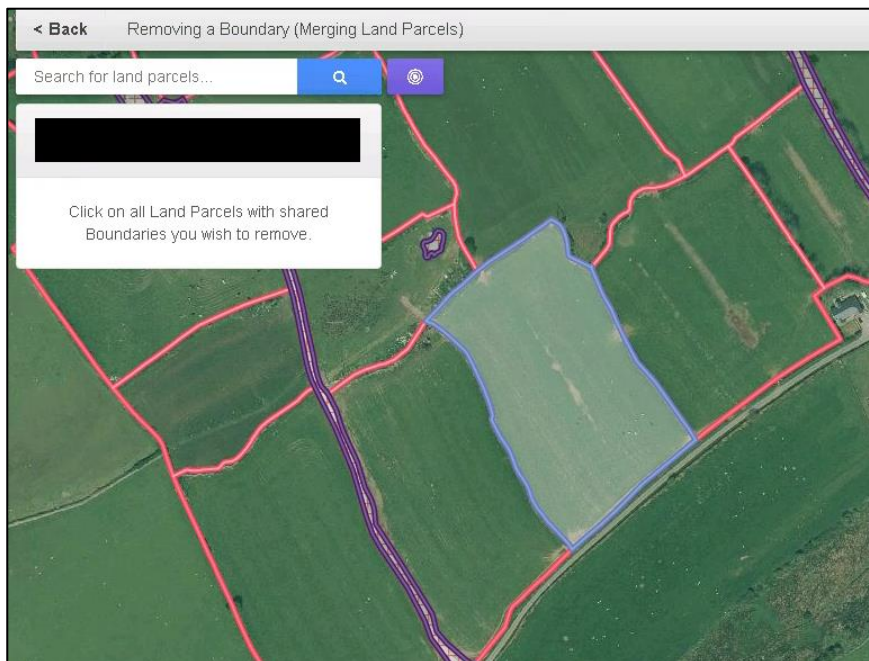 < Back Removing a Boundary (Merging Land Parcels)
Search for land parcels...
Click on all Land Parcels with shared
Boundaries you wish to remove.